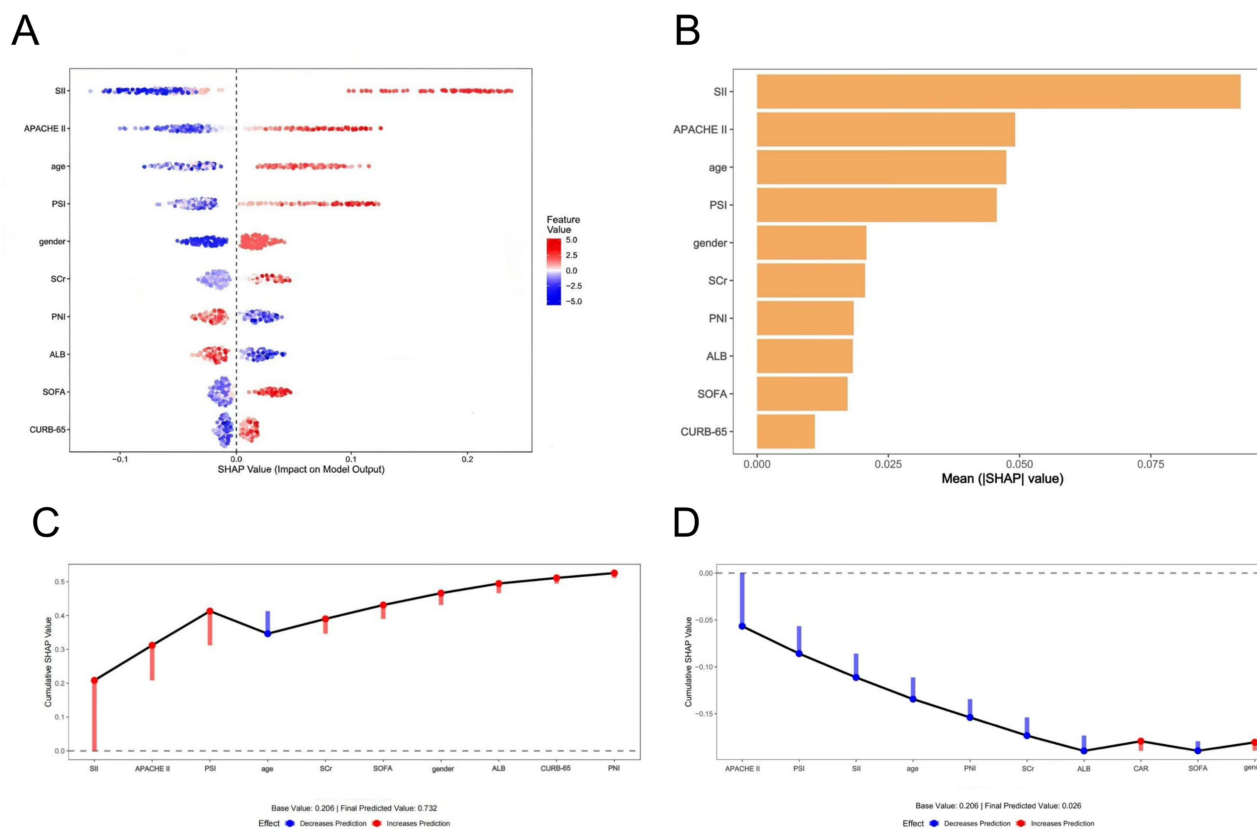 A
SII
APACHE II
age
PSI
gender
SCr
PNI
ALB
SOFA
CURB-65
−0.1 0.0 0.1 0.2
SHAP Value (Impact on Model Output)
Feature
Value
5.0
2.5
0.0
−2.5
−5.0
B
SII
APACHE II
age
PSI
gender
SCr
PNI
ALB
SOFA
CURB-65
0.000 0.025 0.050 0.075
Mean (|SHAP| value)
C
Cumulative SHAP Value
0.5
0.4
0.3
0.2
0.1
0.0
SII APACHE II PSI age SCr SOFA gender ALB CURB-65 PNI
Base Value: 0.206 | Final Predicted Value: 0.732
Effect Decreases Prediction Increases Prediction
D
Cumulative SHAP Value
0.00
−0.05
−0.10
−0.15
APACHE II PSI SII age PNI SCr ALB CAR SOFA gend
Base Value: 0.206 | Final Predicted Value: 0.026
Effect Decreases Prediction Increases Prediction